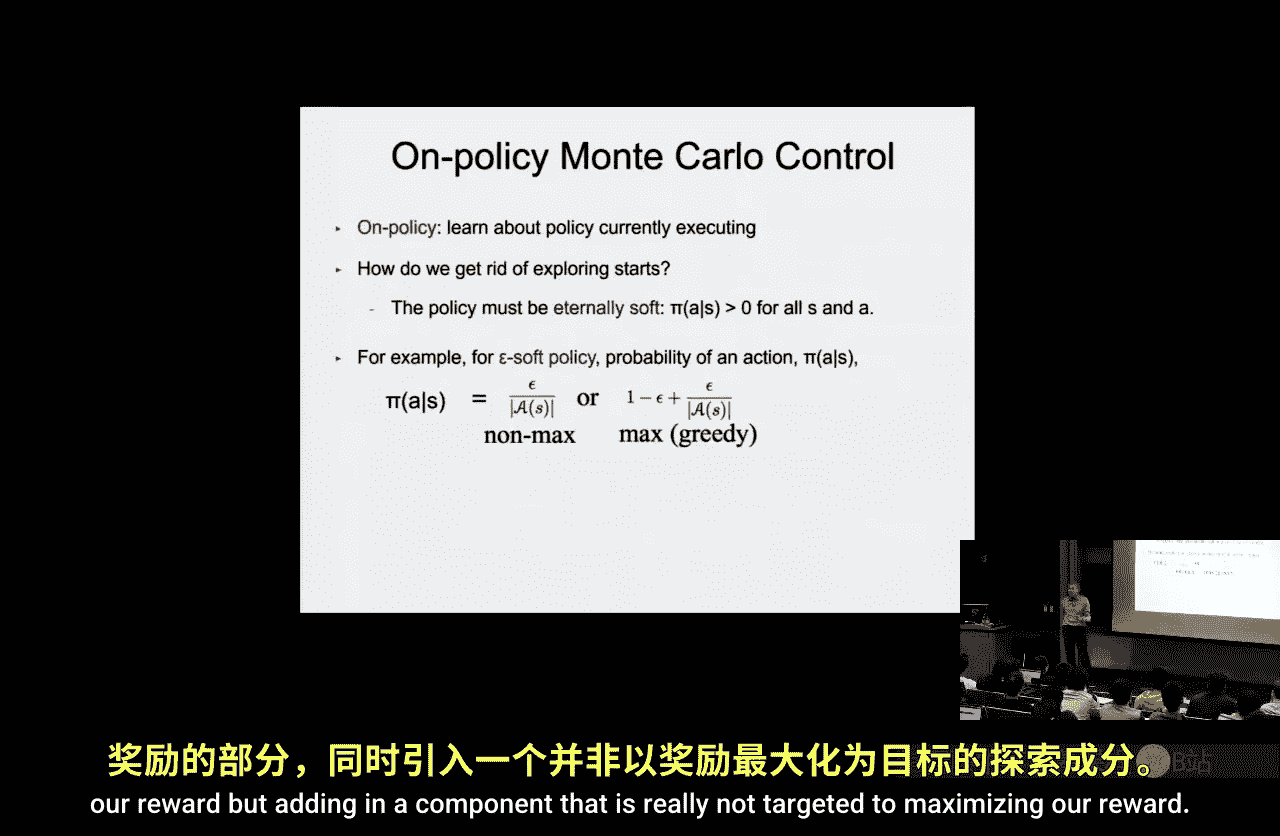 On-policy Monte Carlo Control
‣ On-policy: learn about policy currently executing
‣ How do we get rid of exploring starts?
- The policy must be eternally soft: π(a|s) > 0 for all s and a.
‣ For example, for ε-soft policy, probability of an action, π(a|s),
π(a|s) = ϵ/|𝒜(s)| or 1 − ϵ + ϵ/|𝒜(s)|
non-max max (greedy)
奖励的部分，同时引入一个并非以奖励最大化为目标的探索成分。
B站
our reward but adding in a component that is really not targeted to maximizing our reward.